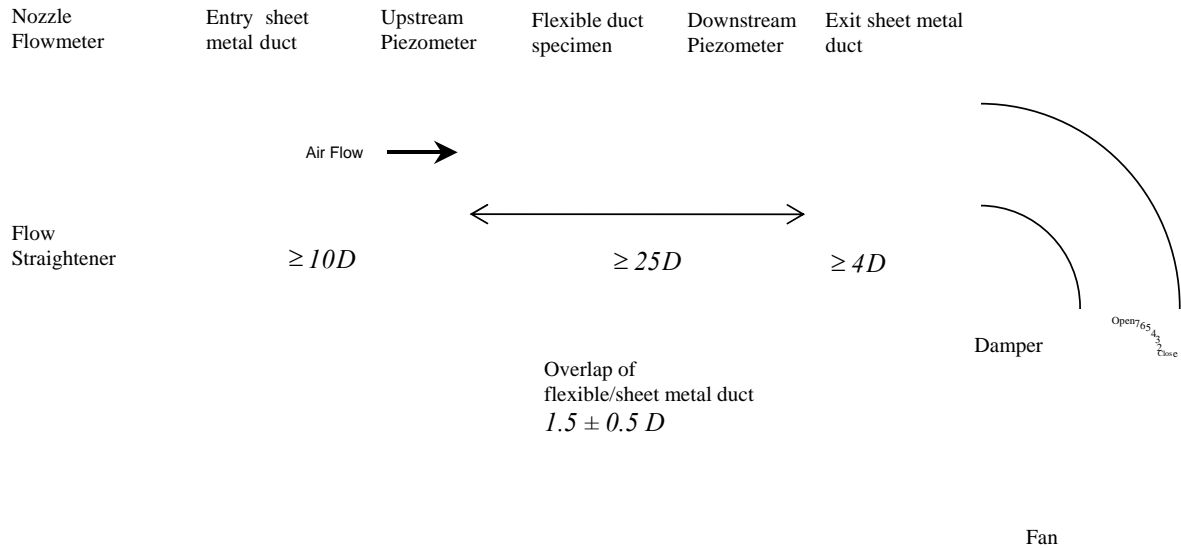 Nozzle
Flowmeter
Entry sheet
metal duct
Upstream
Piezometer
Flexible duct
specimen
Downstream
Piezometer
Exit sheet metal
duct
Air Flow
Flow
Straightener
≥ 10D
≥ 25D
≥ 4D
Open765432Close
Damper
Overlap of
flexible/sheet metal duct
1.5 ± 0.5 D
Fan